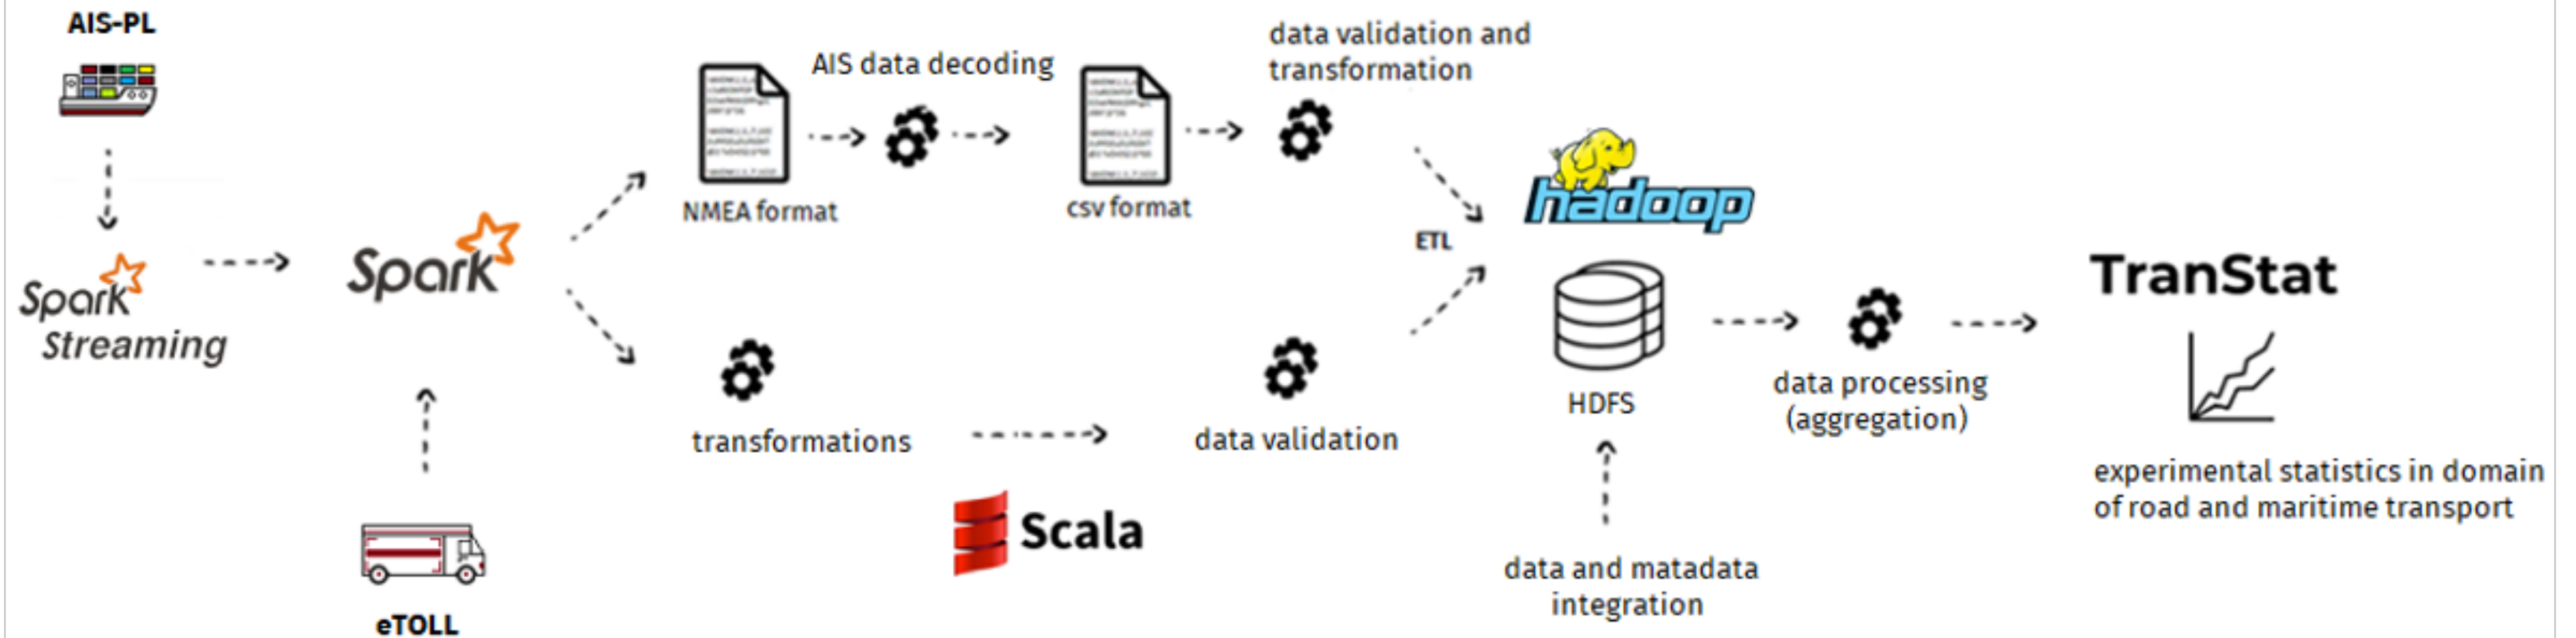 AIS-PL
Spark
Streaming
Spark
eTOLL
NMEA format
AIS data decoding
csv format
data validation and
transformation
transformations
Scala
data validation
ETL
hadoop
HDFS
data and matadata
integration
data processing
(aggregation)
TranStat
experimental statistics in domain
of road and maritime transport